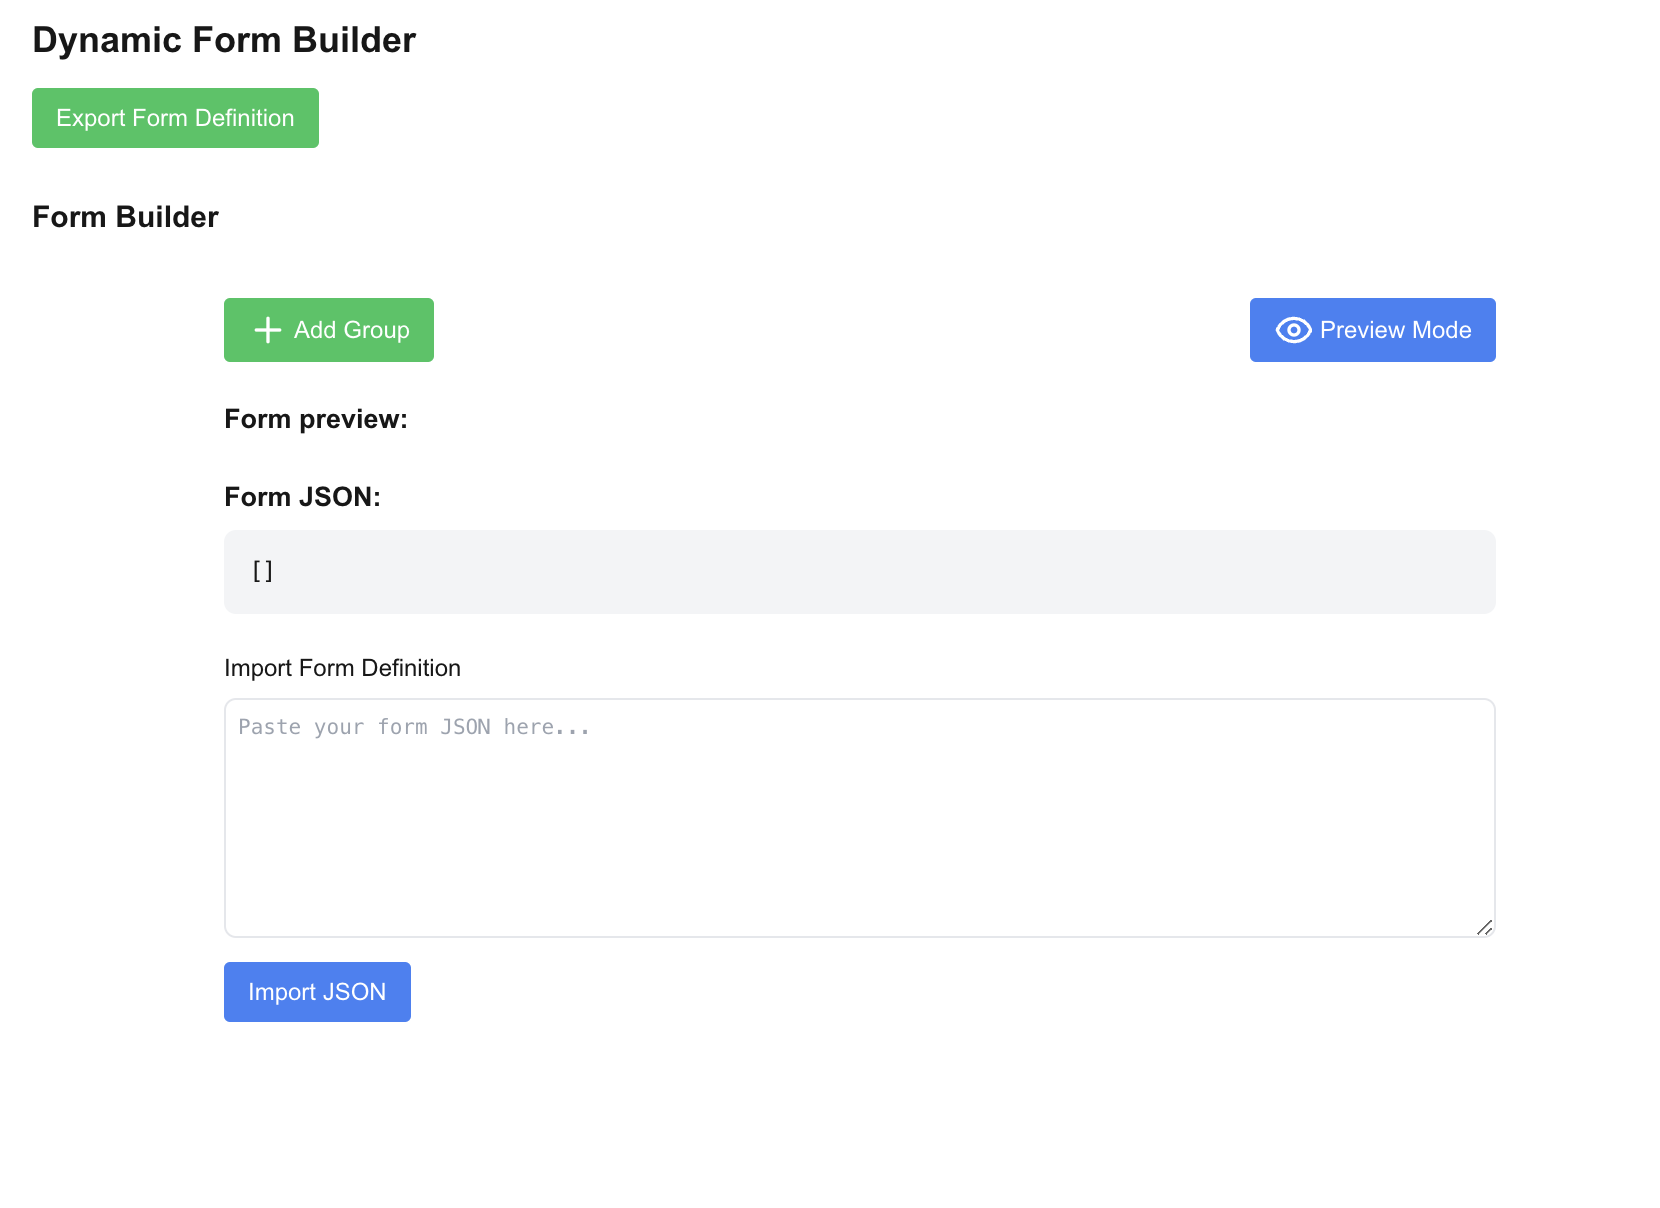 Dynamic Form Builder
Export Form Definition
Form Builder
Add Group
Preview Mode
Form preview:
Form JSON:
[]
Import Form Definition
Paste your form JSON here...
Import JSON